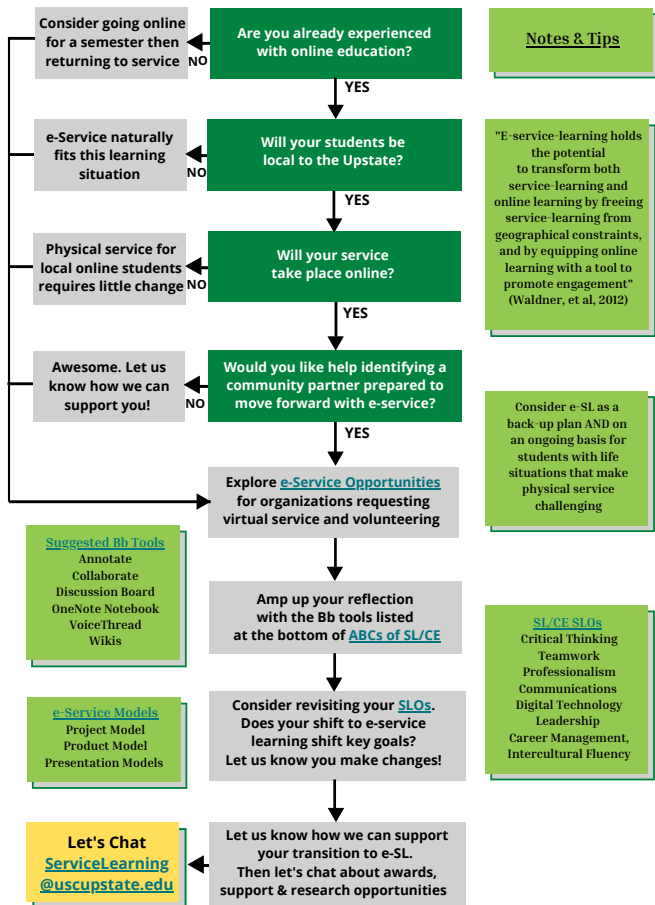 Consider going online
for a semester then
returning to service
NO
Are you already experienced
with online education?
YES
Notes & Tips
e-Service naturally
fits this learning
situation
NO
Will your students be
local to the Upstate?
YES
"E-service-learning holds
the potential
to transform both
service-learning and
online learning by freeing
service-learning from
geographical constraints,
and by equipping online
learning with a tool to
promote engagement"
(Waldner, et al, 2012)
Physical service for
local online students
requires little change
NO
Will your service
take place online?
YES
Awesome. Let us
know how we can
support you!
NO
Would you like help identifying a
community partner prepared to
move forward with e-service?
YES
Consider e-SL as a
back-up plan AND on
an ongoing basis for
students with life
situations that make
physical service
challenging
Explore e-Service Opportunities
for organizations requesting
virtual service and volunteering
Suggested Bb Tools
Annotate
Collaborate
Discussion Board
OneNote Notebook
VoiceThread
Wikis
Amp up your reflection
with the Bb tools listed
at the bottom of ABCs of SL/CE
SL/CE SLOs
Critical Thinking
Teamwork
Professionalism
Communications
Digital Technology
Leadership
Career Management,
Intercultural Fluency
e-Service Models
Project Model
Product Model
Presentation Models
Consider revisiting your SLOs.
Does your shift to e-service
learning shift key goals?
Let us know you make changes!
Let's Chat
ServiceLearning
@uscupstate.edu
Let us know how we can support
your transition to e-SL.
Then let's chat about awards,
support & research opportunities